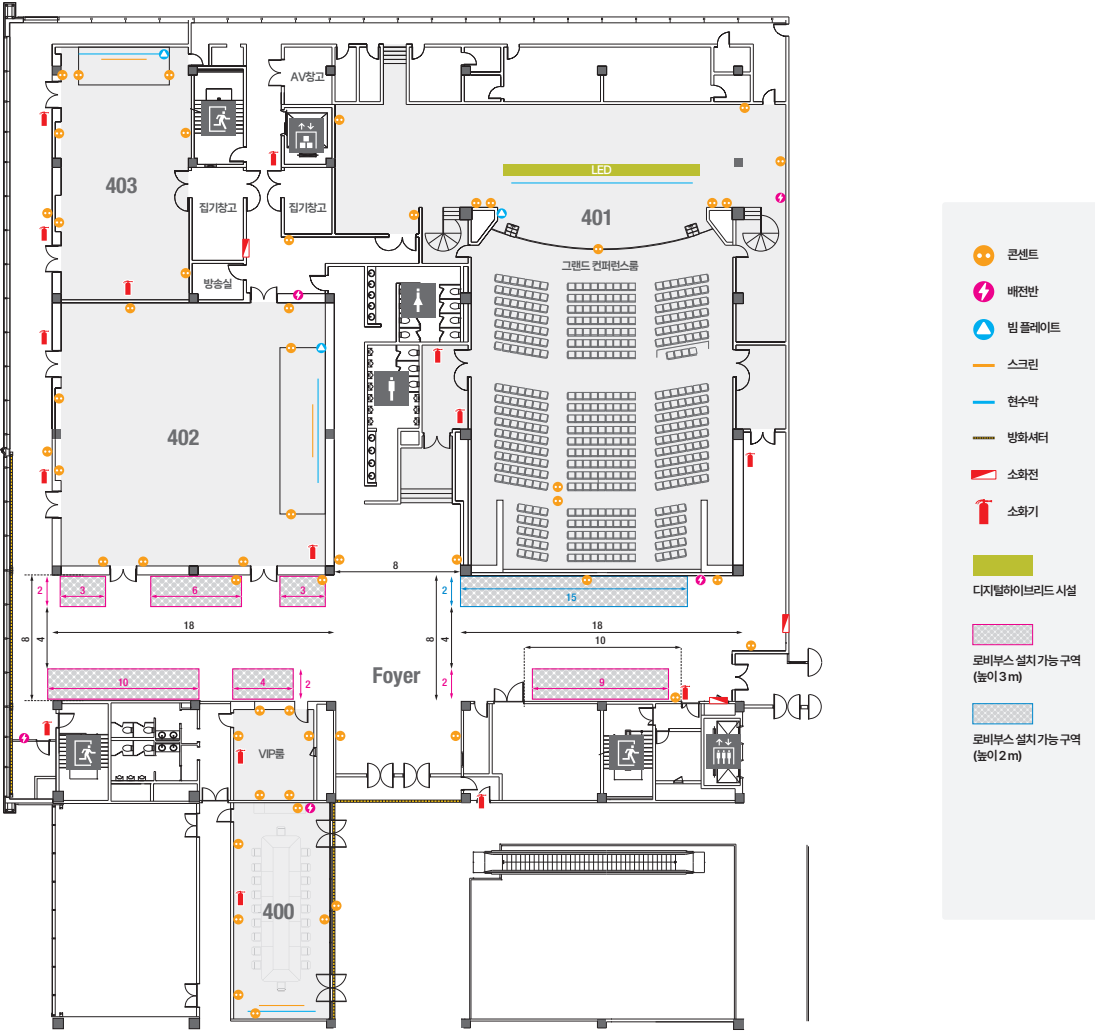 AV창고
403
LED
집기창고
집기창고
401
그랜드 컨퍼런스룸
방송실
402
8
2
3
6
3
2
15
18
18
8
4
8
4
10
Foyer
10
4
2
2
9
VIP룸
400
콘센트
배전반
빔 플레이트
스크린
현수막
방화셔터
소화전
소화기
디지털하이브리드 시설
로비부스 설치 가능 구역
(높이 3 m)
로비부스 설치 가능 구역
(높이 2 m)